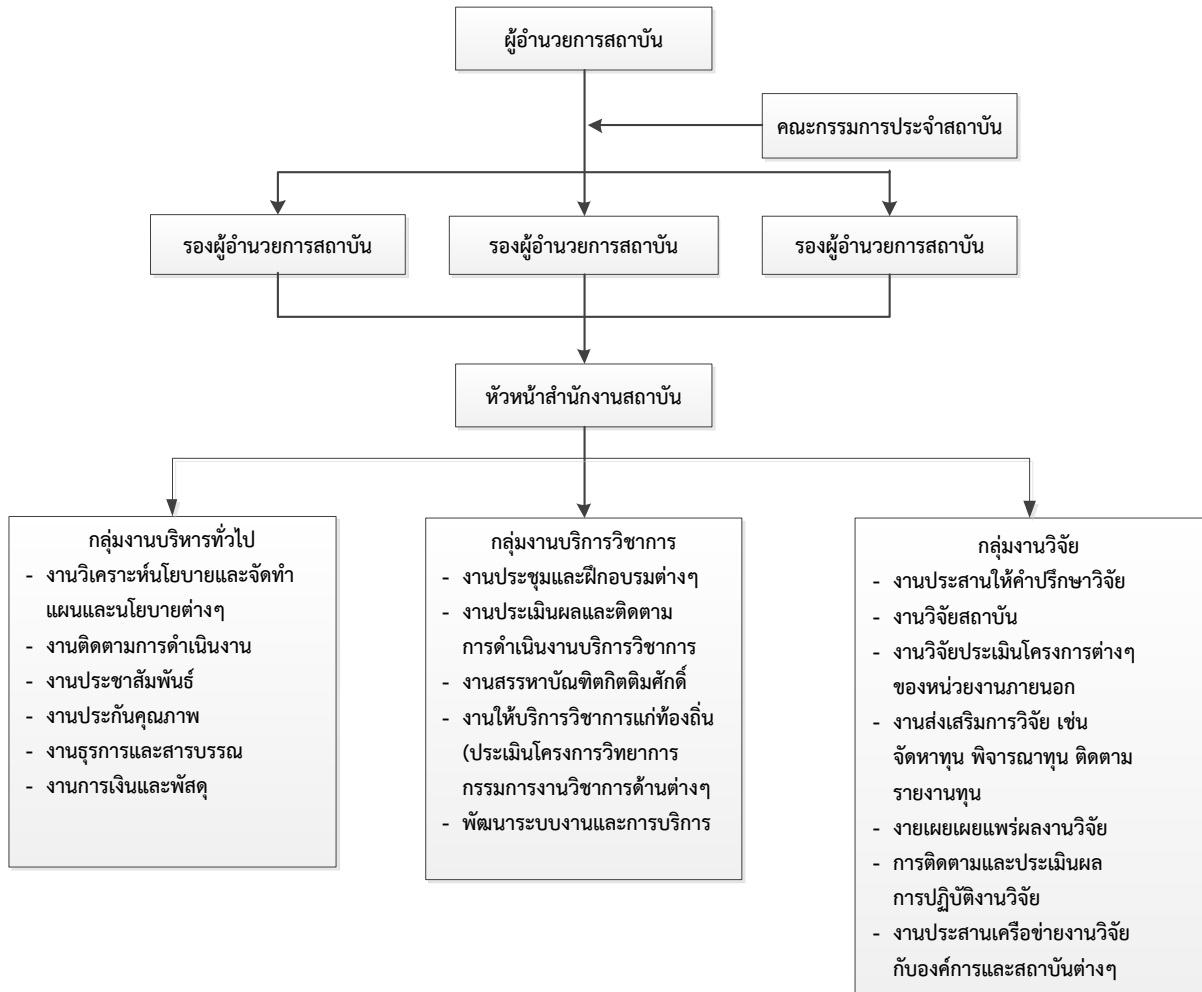 ผู้อำนวยการสถาบัน
คณะกรรมการประจำสถาบัน
รองผู้อำนวยการสถาบัน
รองผู้อำนวยการสถาบัน
รองผู้อำนวยการสถาบัน
หัวหน้าสำนักงานสถาบัน
กลุ่มงานบริหารทั่วไป
- งานวิเคราะห์นโยบายและจัดทำ
แผนและนโยบายต่างๆ
- งานติดตามการดำเนินงาน
- งานประชาสัมพันธ์
- งานประกันคุณภาพ
- งานธุรการและสารบรรณ
- งานการเงินและพัสดุ
กลุ่มงานบริการวิชาการ
- งานประชุมและฝึกอบรมต่างๆ
- งานประเมินผลและติดตาม
การดำเนินงานบริการวิชาการ
- งานสรรหาบัณฑิตกิตติมศักดิ์
- งานให้บริการวิชาการแก่ท้องถิ่น
(ประเมินโครงการวิทยาการ
กรรมการงานวิชาการด้านต่างๆ
- พัฒนาระบบงานและการบริการ
กลุ่มงานวิจัย
- งานประสานให้คำปรึกษาวิจัย
- งานวิจัยสถาบัน
- งานวิจัยประเมินโครงการต่างๆ
ของหน่วยงานภายนอก
- งานส่งเสริมการวิจัย เช่น
จัดหาทุน พิจารณาทุน ติดตาม
รายงานทุน
- งายเผยเผยแพร่ผลงานวิจัย
- การติดตามและประเมินผล
การปฏิบัติงานวิจัย
- งานประสานเครือข่ายงานวิจัย
กับองค์การและสถาบันต่างๆ